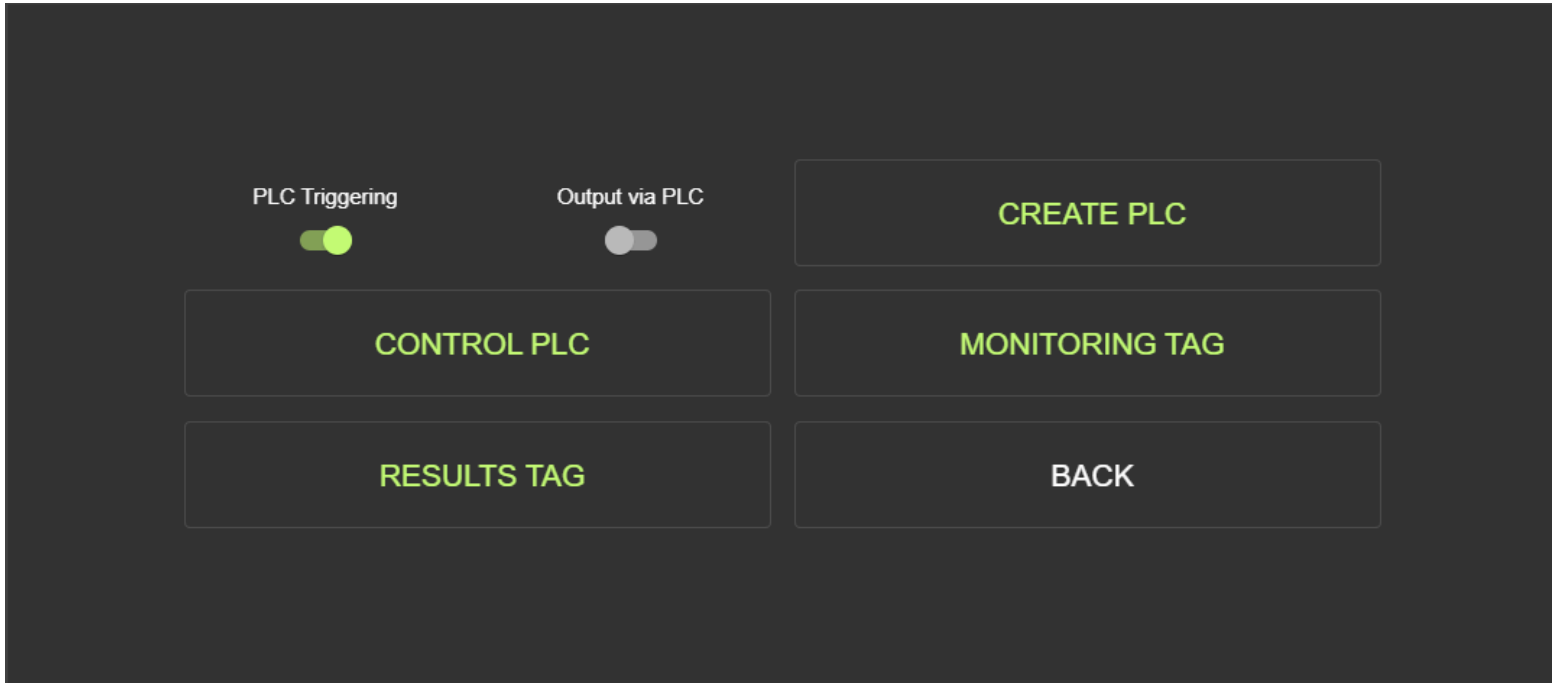 PLC Triggering
Output via PLC
CREATE PLC
CONTROL PLC
MONITORING TAG
RESULTS TAG
BACK